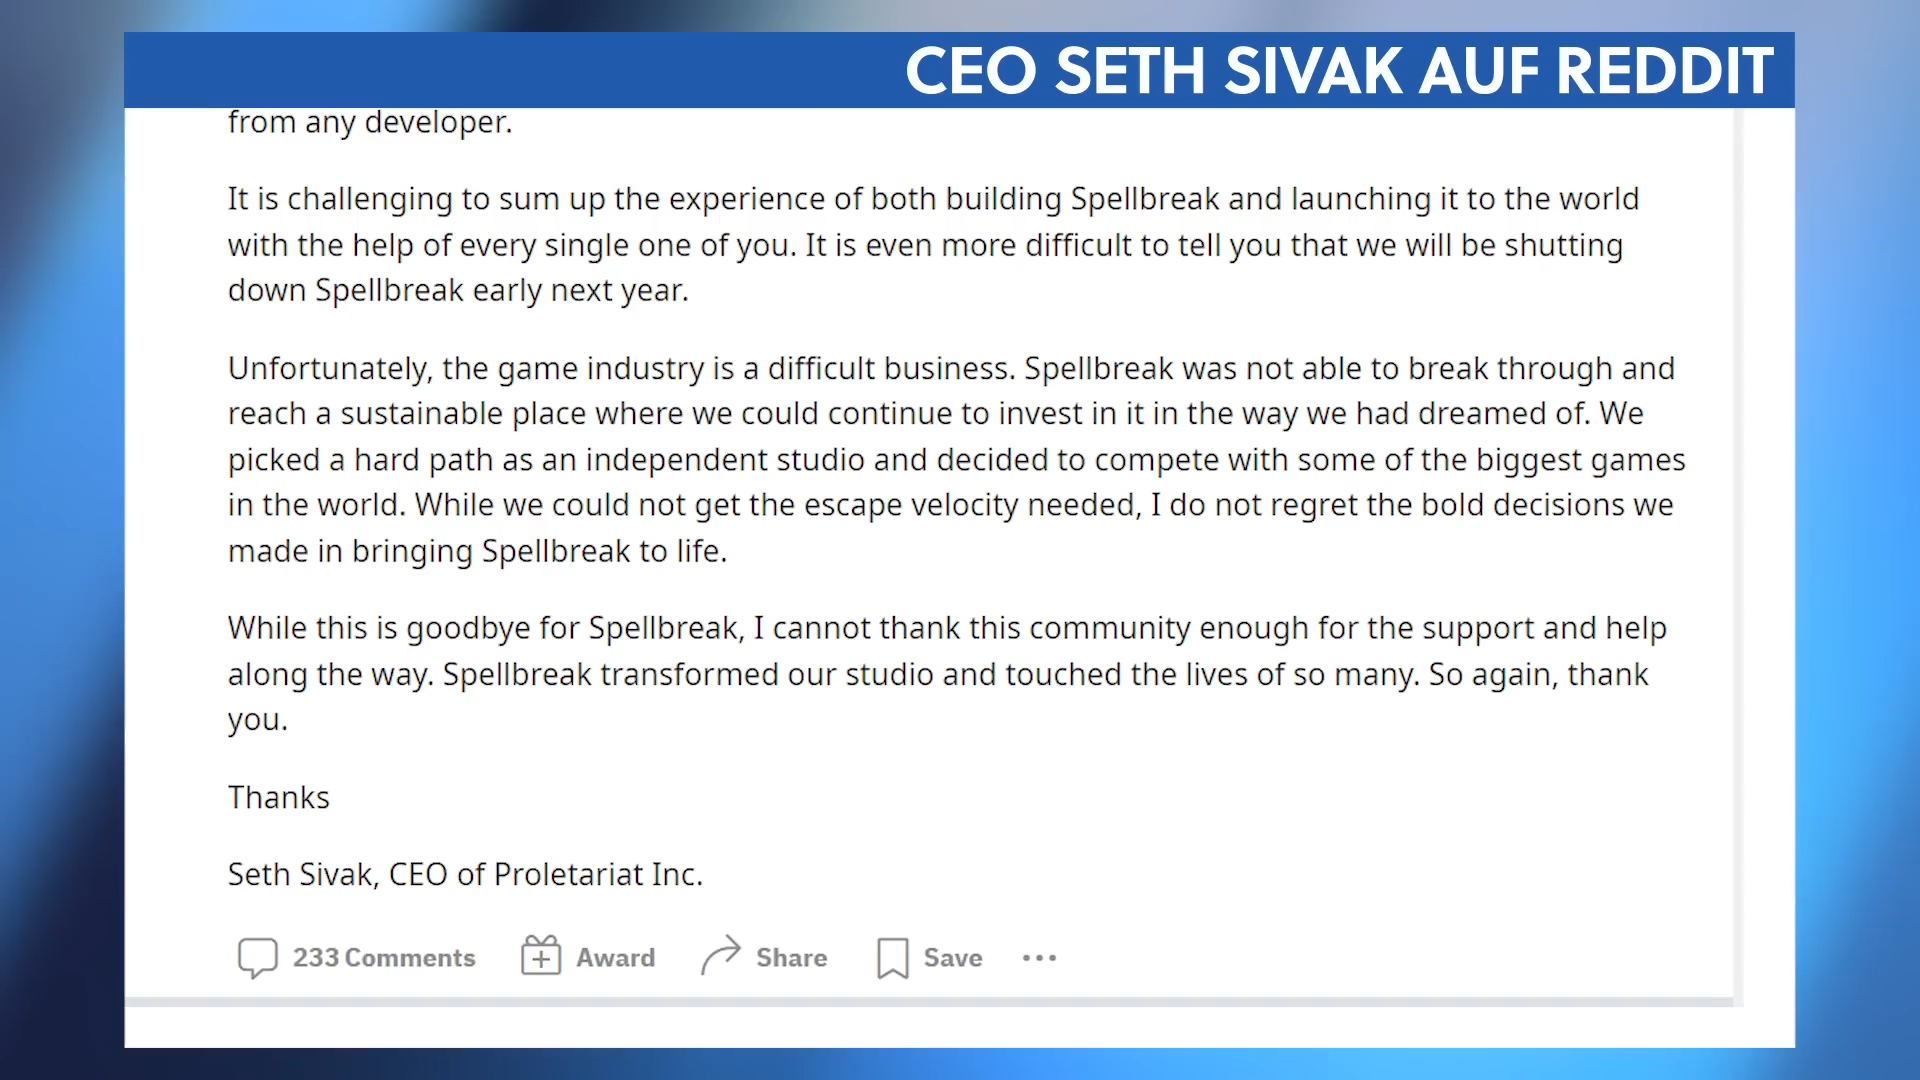 CEO SETH SIVAK AUF REDDIT
from any developer.
It is challenging to sum up the experience of both building Spellbreak and launching it to the world
with the help of every single one of you. It is even more difficult to tell you that we will be shutting
down Spellbreak early next year.
Unfortunately, the game industry is a difficult business. Spellbreak was not able to break through and
reach a sustainable place where we could continue to invest in it in the way we had dreamed of. We
picked a hard path as an independent studio and decided to compete with some of the biggest games
in the world. While we could not get the escape velocity needed, I do not regret the bold decisions we
made in bringing Spellbreak to life.
While this is goodbye for Spellbreak, I cannot thank this community enough for the support and help
along the way. Spellbreak transformed our studio and touched the lives of so many. So again, thank
you.
Thanks
Seth Sivak, CEO of Proletariat Inc.
233 Comments Award Share Save ...